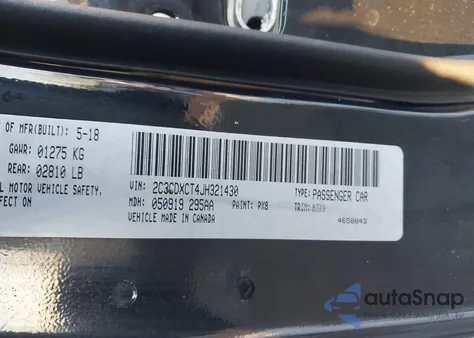 OF MFR(BUILT): 5-18
GAWR: 01275 KG
REAR: 02810 LB
L MOTOR VEHICLE SAFETY.
FECT ON
VIN: 2C3CDXCT4JH321430
TYPE: PASSENGER CAR
MDH: 050919 295AA
PAINT: PX8
TRIM:
MADE IN CANADA
4658843
autoSnap